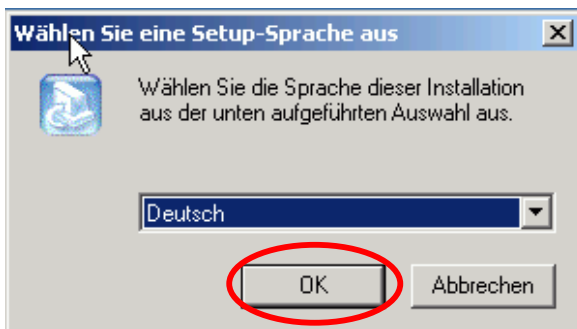 Wählen Sie eine Setup-Sprache aus
Wählen Sie die Sprache dieser Installation
aus der unten aufgeführten Auswahl aus.
Deutsch
OK
Abbrechen